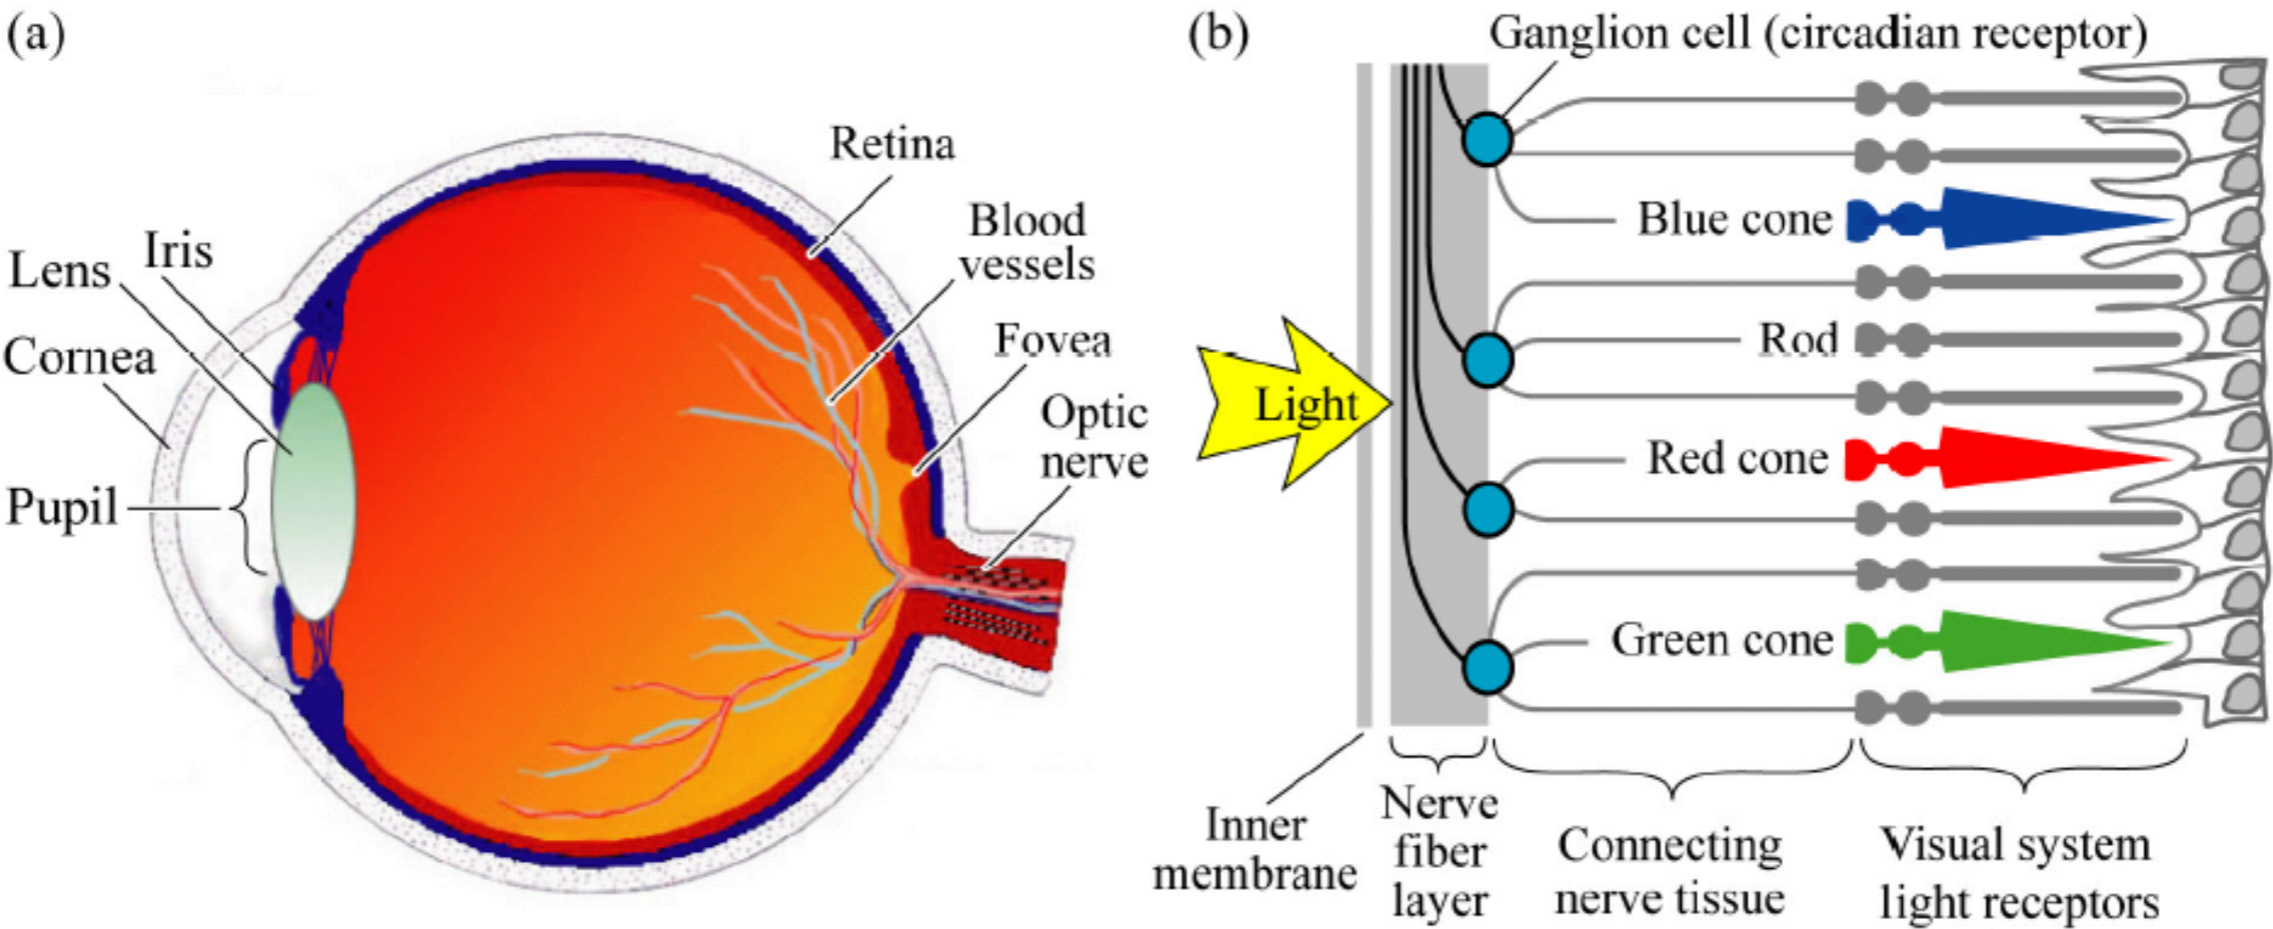 (a)
Retina
Blood
vessels
Iris
Lens
Fovea
Cornea
Optic
nerve
Pupil
(b)
Ganglion cell (circadian receptor)
Blue cone
Rod
Light
Red cone
Green cone
Inner
membrane
Nerve
fiber
layer
Connecting
nerve tissue
Visual system
light receptors